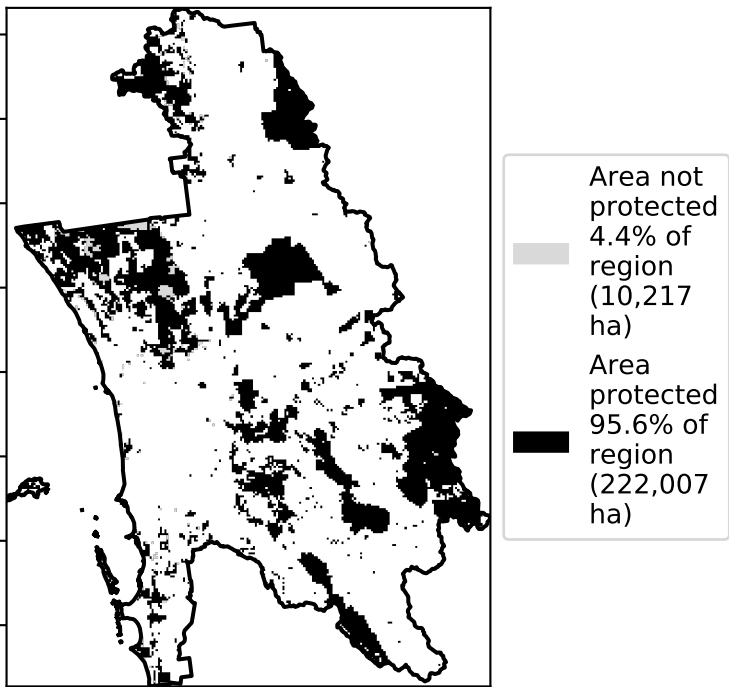 Area not
protected
4.4% of
region
(10,217
ha)
Area
protected
95.6% of
region
(222,007
ha)